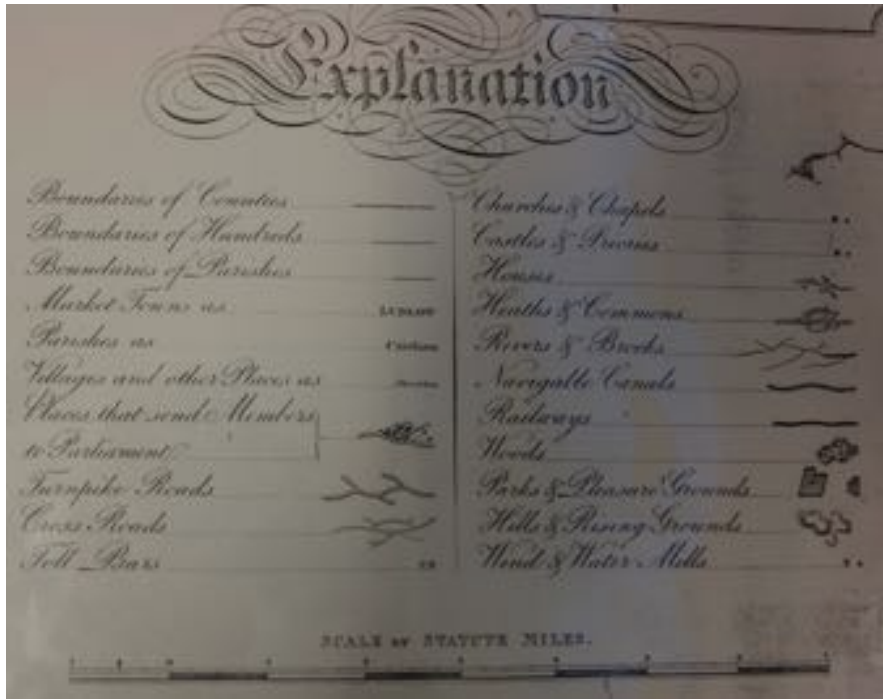 Explanation
Boundaries of Counties
Boundaries of Hundreds
Boundaries of Parishes
Market Towns as LUDLOW
Parishes as
Villages and other Places as
Places that send Members
to Parliament
Turnpike Roads
Cross Roads
Toll Bars
Churches & Chapels
Castles & Priories
Houses
Heaths & Commons
Rivers & Brooks
Navigable Canals
Railways
Woods
Parks & Pleasure Grounds
Hills & Rising Grounds
Wind & Water Mills
SCALE OF STATUTE MILES.